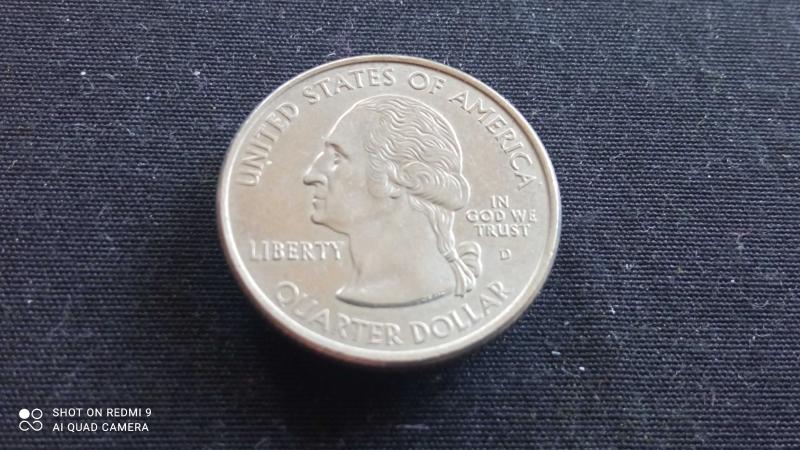 UNITED STATES OF AMERICA
IN
GOD WE
TRUST
LIBERTY
D
QUARTER DOLLAR
SHOT ON REDMI 9
AI QUAD CAMERA